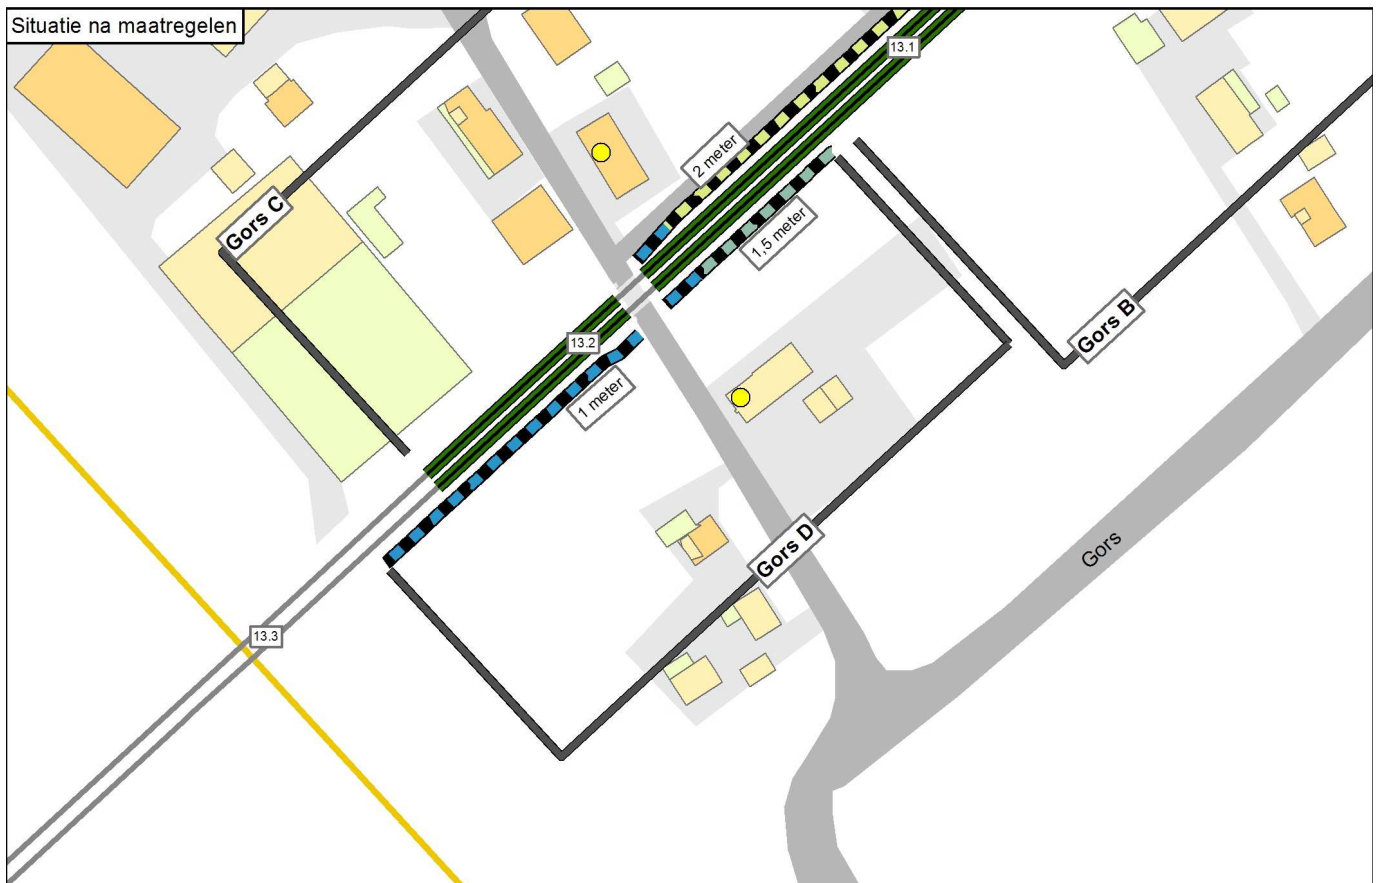 Situatie na maatregelen
13.1
2 meter
Gors C
1,5 meter
Gors B
13.2
1 meter
Gors D
Gors
13.3